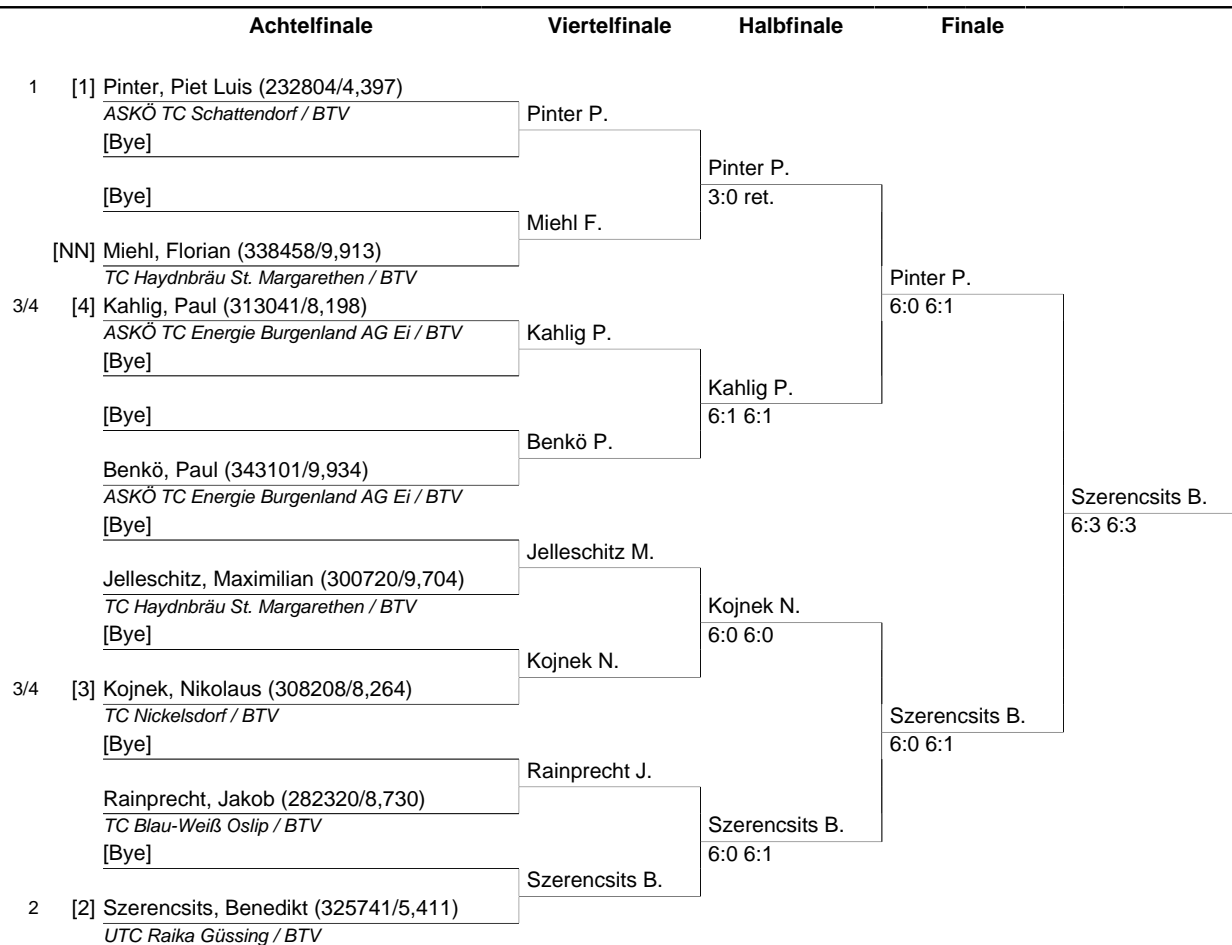 Achtelfinale Viertelfinale Halbfinale Finale
1 [1] Pinter, Piet Luis (232804/4,397)
ASKÖ TC Schattendorf / BTV Pinter P.
[Bye]
Pinter P.
[Bye] 3:0 ret.
Miehl F.
[NN] Miehl, Florian (338458/9,913)
TC Haydnbräu St. Margarethen / BTV Pinter P.
3/4 [4] Kahlig, Paul (313041/8,198) 6:0 6:1
ASKÖ TC Energie Burgenland AG Ei / BTV Kahlig P.
[Bye]
Kahlig P.
[Bye] 6:1 6:1
Benkö P.
Benkö, Paul (343101/9,934)
ASKÖ TC Energie Burgenland AG Ei / BTV Szerencsits B.
[Bye] 6:3 6:3
Jelleschitz M.
Jelleschitz, Maximilian (300720/9,704)
TC Haydnbräu St. Margarethen / BTV Kojnek N.
[Bye] 6:0 6:0
Kojnek N.
3/4 [3] Kojnek, Nikolaus (308208/8,264)
TC Nickelsdorf / BTV Szerencsits B.
[Bye] 6:0 6:1
Rainprecht J.
Rainprecht, Jakob (282320/8,730)
TC Blau-Weiß Oslip / BTV Szerencsits B.
[Bye] 6:0 6:1
Szerencsits B.
2 [2] Szerencsits, Benedikt (325741/5,411)
UTC Raika Güssing / BTV